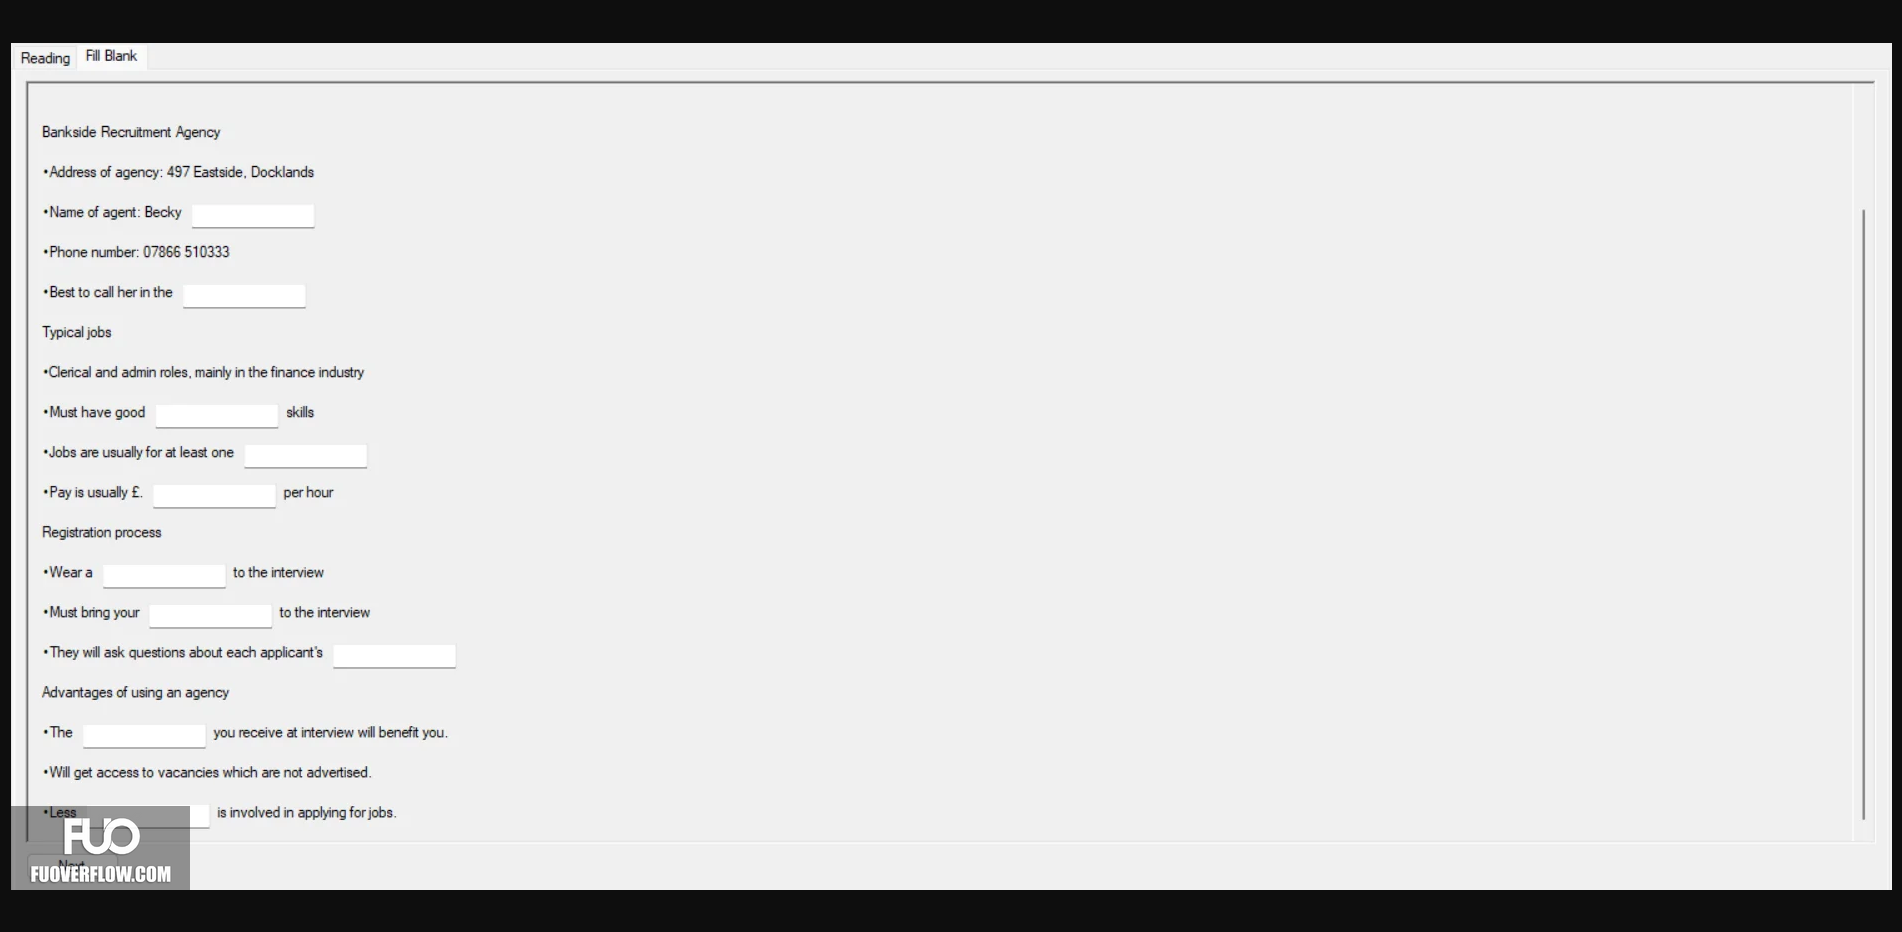 Reading
Fill Blank
Bankside Recruitment Agency
•Address of agency: 497 Eastside, Docklands
•Name of agent: Becky
•Phone number: 07866 510333
•Best to call her in the
Typical jobs
•Clerical and admin roles, mainly in the finance industry
•Must have good skills
•Jobs are usually for at least one
•Pay is usually £. per hour
Registration process
•Wear a to the interview
•Must bring your to the interview
•They will ask questions about each applicant's
Advantages of using an agency
•The you receive at interview will benefit you.
•Will get access to vacancies which are not advertised.
•Less is involved in applying for jobs.
FUO
Next
FUOVERFLOW.COM